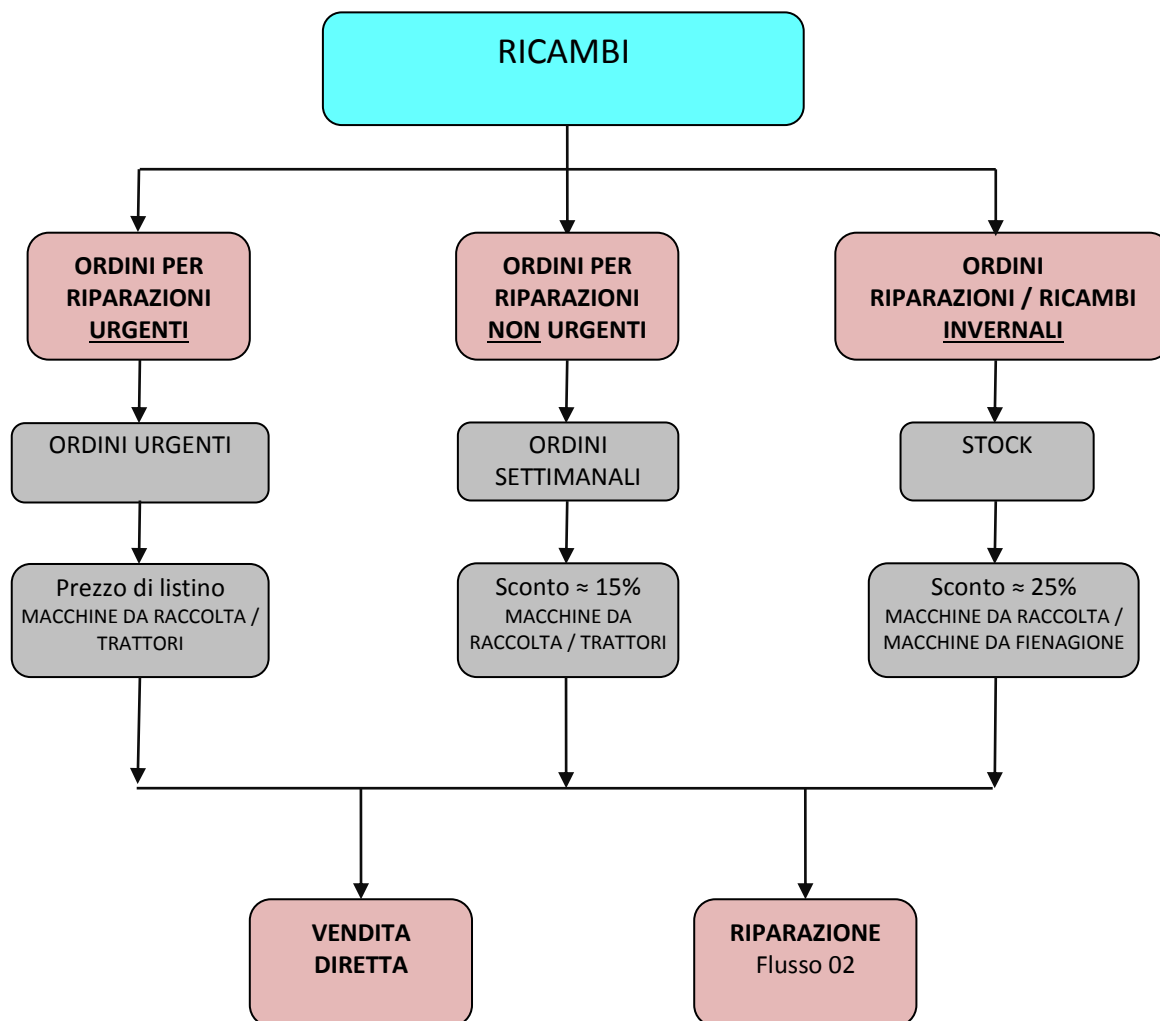 RICAMBI
ORDINI PER
RIPARAZIONI
URGENTI
ORDINI PER
RIPARAZIONI
NON URGENTI
ORDINI
RIPARAZIONI / RICAMBI
INVERNALI
ORDINI URGENTI
ORDINI
SETTIMANALI
STOCK
Prezzo di listino
MACCHINE DA RACCOLTA /
TRATTORI
Sconto ≈ 15%
MACCHINE DA
RACCOLTA / TRATTORI
Sconto ≈ 25%
MACCHINE DA RACCOLTA /
MACCHINE DA FIENAGIONE
VENDITA
DIRETTA
RIPARAZIONE
Flusso 02